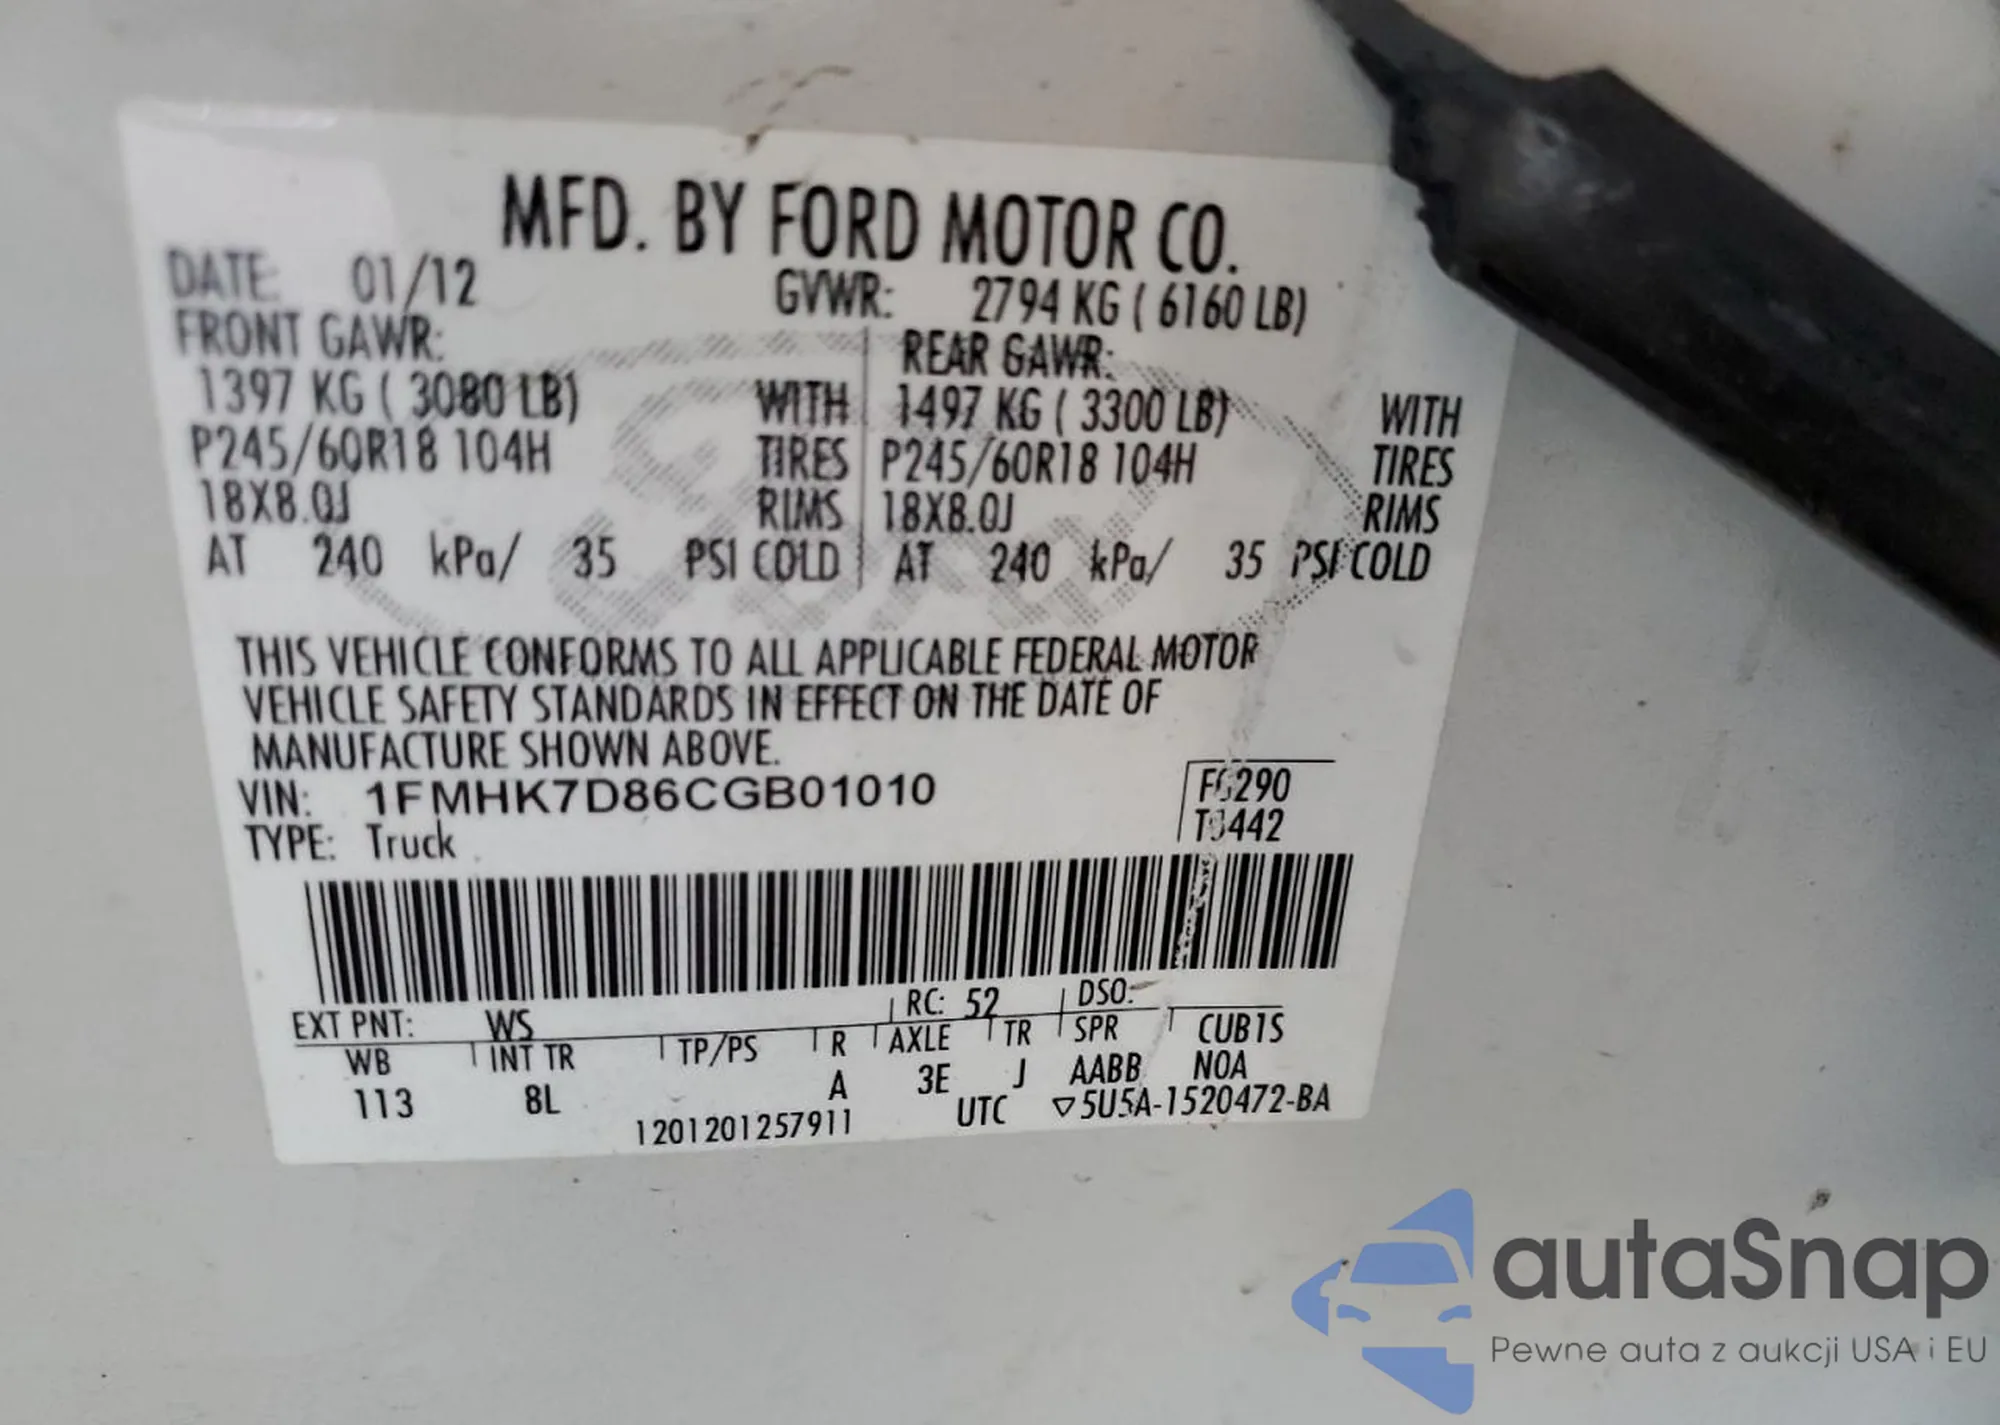 MFD. BY FORD MOTOR CO.
DATE: 01/12 GVWR: 2794 KG ( 6160 LB)
FRONT GAWR: REAR GAWR:
1397 KG ( 3080 LB) WITH 1497 KG ( 3300 LB) WITH
P245/60R18 104H TIRES P245/60R18 104H TIRES
18X8.0J RIMS 18X8.0J RIMS
AT 240 kPa/ 35 PSI COLD AT 240 kPa/ 35 PSI COLD
THIS VEHICLE CONFORMS TO ALL APPLICABLE FEDERAL MOTOR
VEHICLE SAFETY STANDARDS IN EFFECT ON THE DATE OF
MANUFACTURE SHOWN ABOVE.
VIN: 1FMHK7D86CGB01010
TYPE: Truck
EXT PNT: WS RC: 52 DSO:
WB INT TR TP/PS R AXLE TR SPR CUB1S
113 8L A 3E J AABB NOA
1201201257911 UTC ▽5U5A-1520472-BA
autaSnap
Pewne auta z aukcji USA i EU